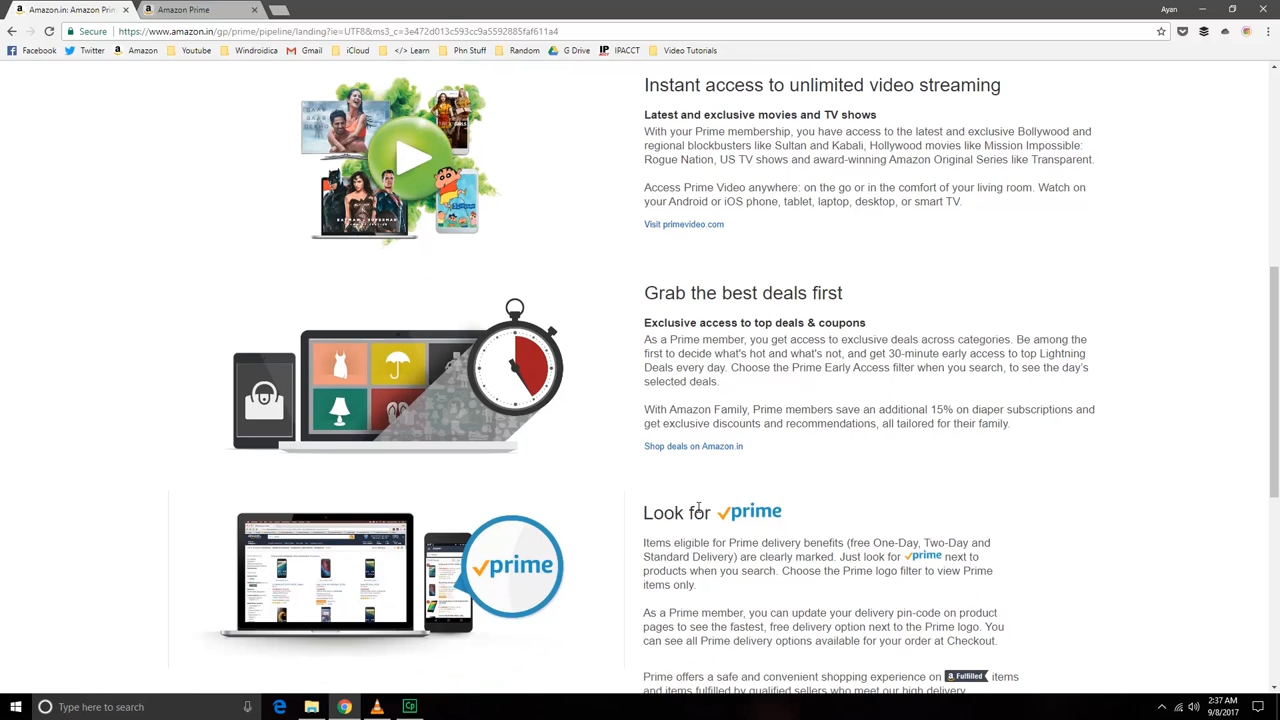 Amazon.in: Amazon Prim
Amazon Prime
Ayan
Secure
https://www.amazon.in/gp/prime/pipeline/landing?ie=UTF8&ms3_c=3e472d013c593cc9a5592885faf611a4
Facebook
Twitter
Amazon
Youtube
Windroidica
Gmail
iCloud
</> Learn
Phn Stuff
Random
G Drive
IPACCT
Video Tutorials
Instant access to unlimited video streaming
Latest and exclusive movies and TV shows
With your Prime membership, you have access to the latest and exclusive Bollywood and
regional blockbusters like Sultan and Kabali, Hollywood movies like Mission Impossible:
Rogue Nation, US TV shows and award-winning Amazon Original Series like Transparent.
Access Prime Video anywhere: on the go or in the comfort of your living room. Watch on
your Android or iOS phone, tablet, laptop, desktop, or smart TV.
Visit primevideo.com
Grab the best deals first
Exclusive access to top deals & coupons
As a Prime member, you get access to exclusive deals across categories. Be among the
first to decide what's hot and what's not, and get 30-minute early access to top Lightning
Deals every day. Choose the Prime Early Access filter when you search, to see the day's
selected deals.
With Amazon Family, Prime members save an additional 15% on diaper subscriptions and
get exclusive discounts and recommendations, all tailored for their family.
Shop deals on Amazon.in
prime
Look for prime
Items eligible for Prime delivery benefits (free One-Day, Two-Day and
Standard Delivery) are clearly marked. Just look for prime next to
products when you search. Choose the Prime logo filter to view Prime
items only.
As a Prime member, you can update your delivery pin-code on product
pages to see the fastest, free delivery option next to the Prime logo. You
can see all Prime delivery options available for your order at Checkout.
Prime offers a safe and convenient shopping experience on a Fulfilled items
and items fulfilled by qualified sellers who meet our high delivery
Type here to search
Cp
2:37 AM
9/8/2017